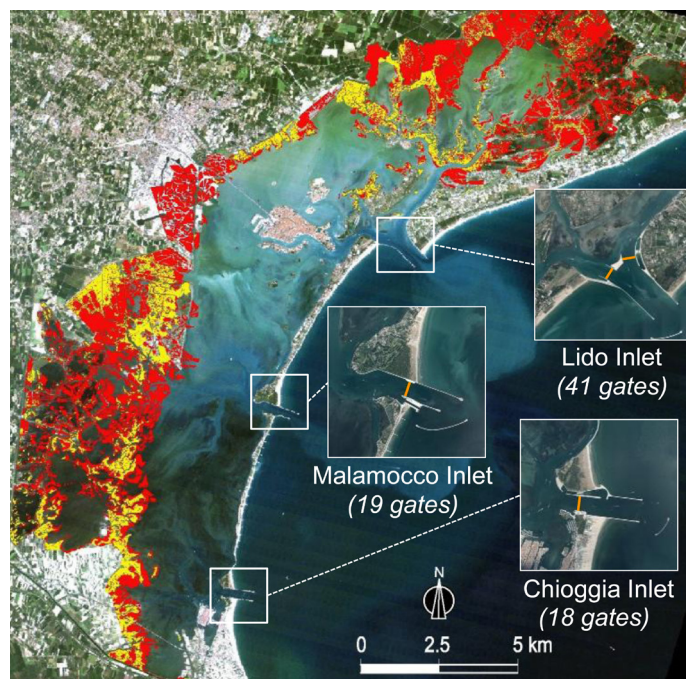 Lido Inlet
(41 gates)
Malamocco Inlet
(19 gates)
Chioggia Inlet
(18 gates)
N
0 2.5 5 km